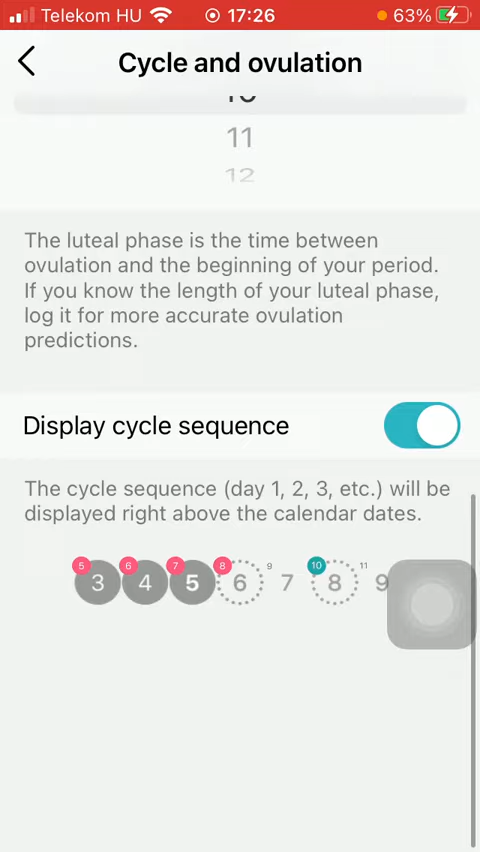 Telekom HU 17:26 63%
Cycle and ovulation
11
12
The luteal phase is the time between
ovulation and the beginning of your period.
If you know the length of your luteal phase,
log it for more accurate ovulation
predictions.
Display cycle sequence
The cycle sequence (day 1, 2, 3, etc.) will be
displayed right above the calendar dates.
5 6 7 8 9 10 11
3 4 5 6 7 8 9